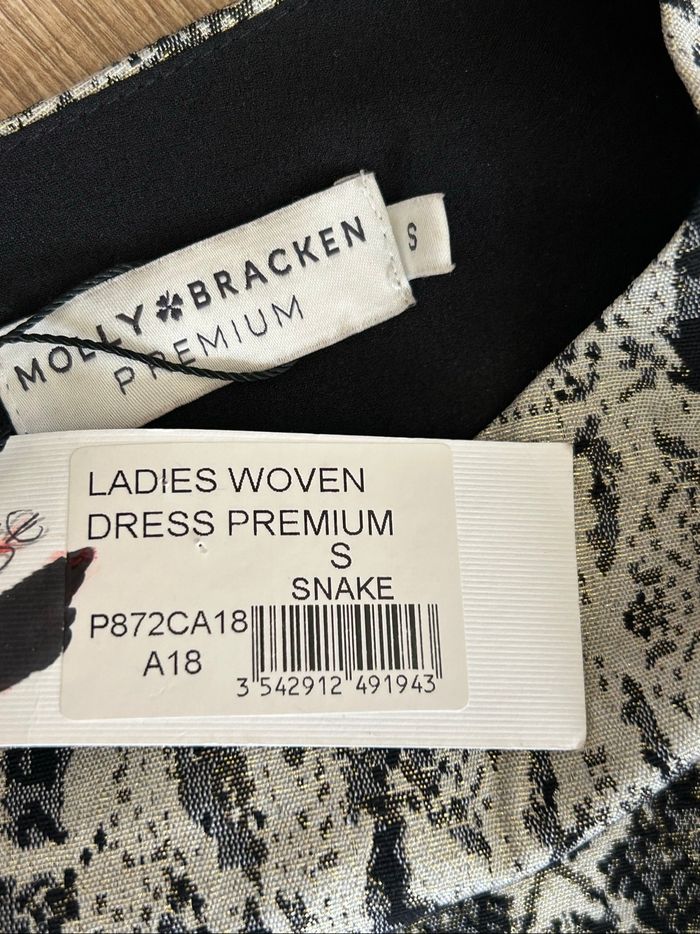 MOLLY BRACKEN
PREMIUM
S
LADIES WOVEN
DRESS PREMIUM
S
SNAKE
P872CA18
A18
3 542912 491943